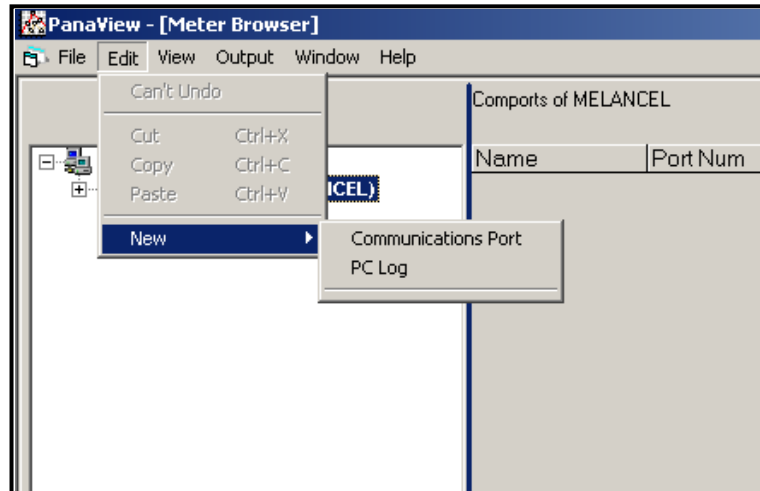 PanaView - [Meter Browser]
File Edit View Output Window Help
Can't Undo
Comports of MELANCEL
Cut Ctrl+X
Name Port Num
Copy Ctrl+C
Paste Ctrl+V
ICEL)
New
Communications Port
PC Log